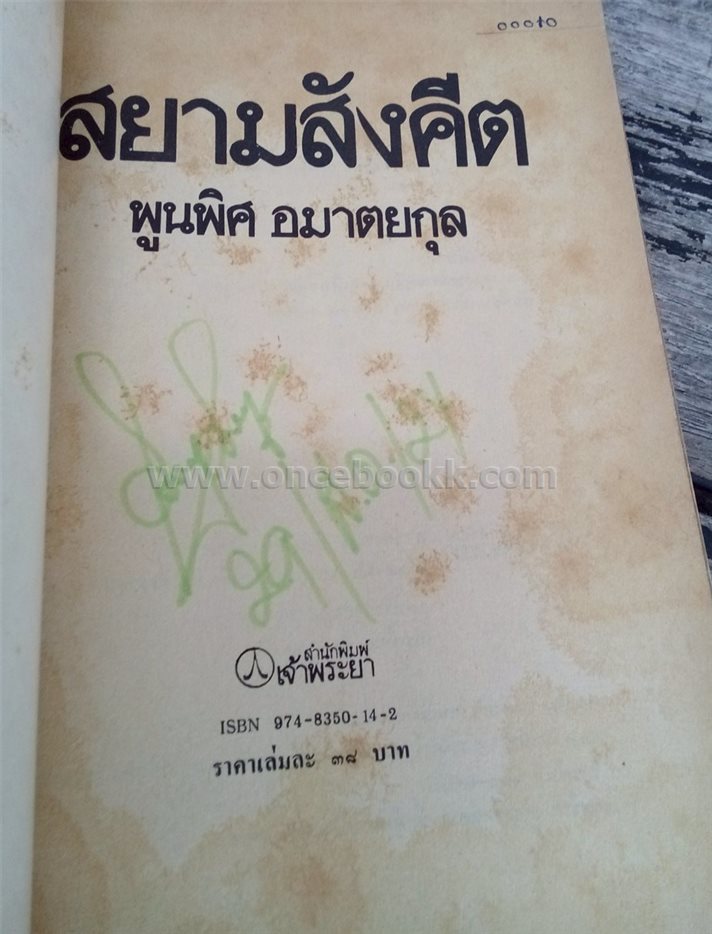 สยามสังคีต
พูนพิศ อมาตยกุล
www.oncebookk.com
สำนักพิมพ์
เจ้าพระยา
ISBN 974-8350-14-2
ราคาเล่มละ ๓๘ บาท